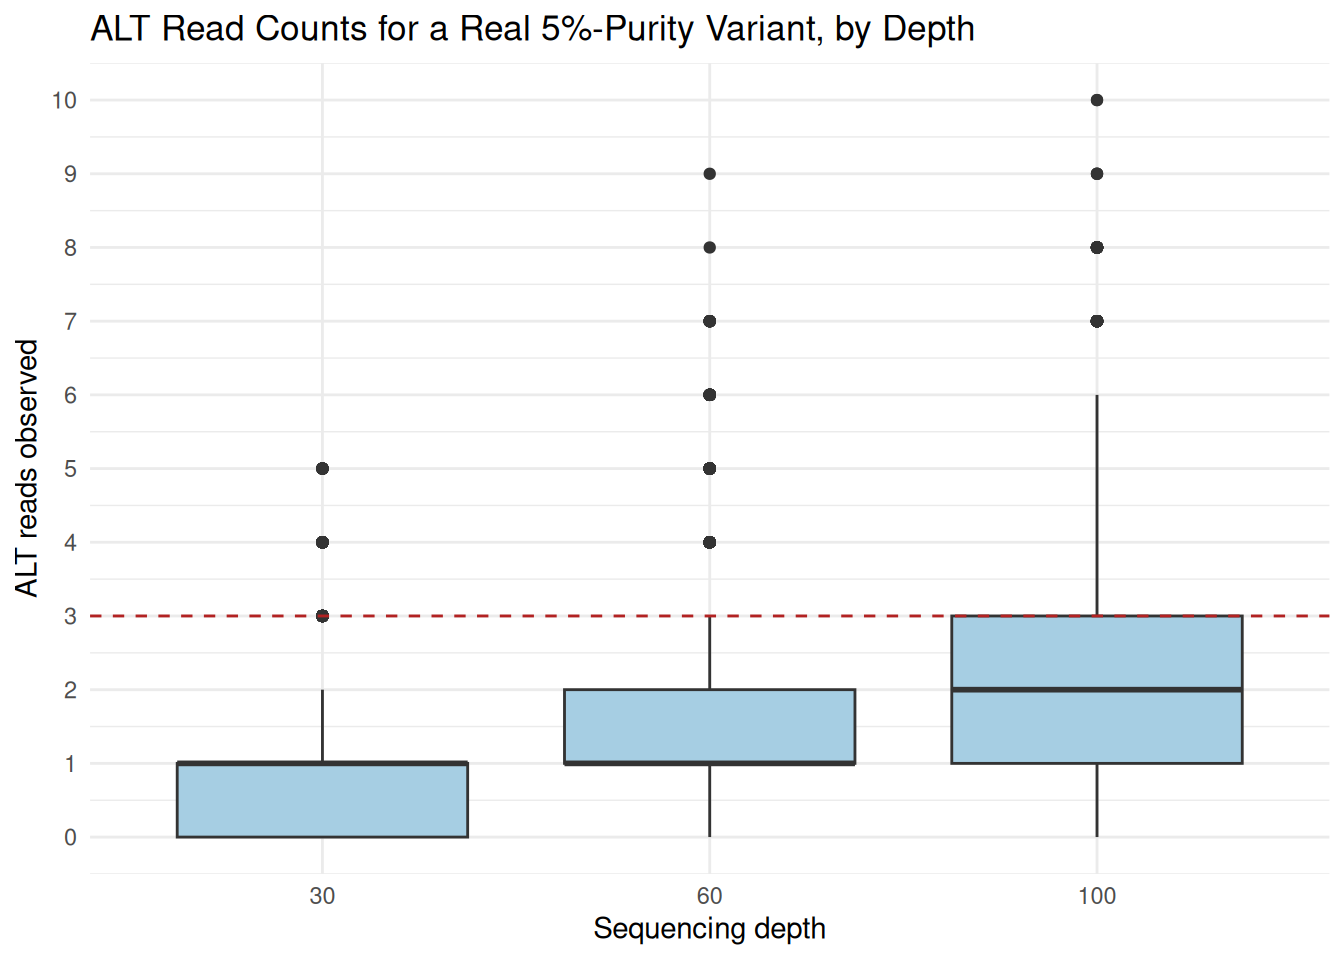 ALT Read Counts for a Real 5%-Purity Variant, by Depth
ALT reads observed
10
9
8
7
6
5
4
3
2
1
0
30 60 100
Sequencing depth